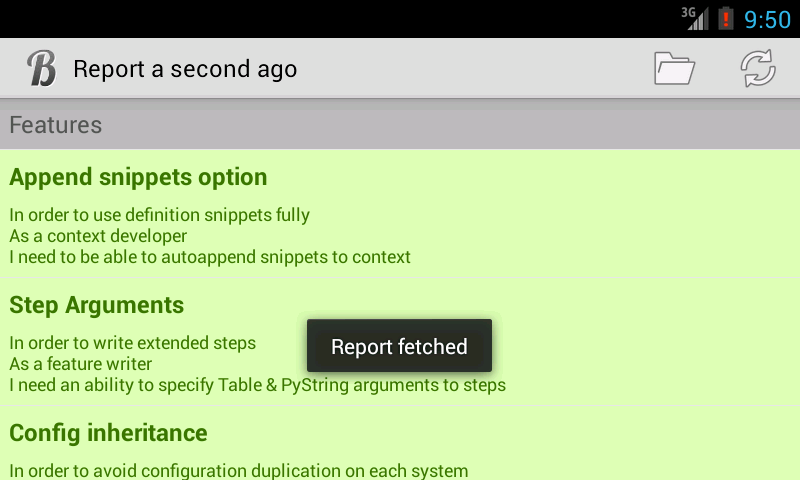 3G
9:50
B Report a second ago
Features
Append snippets option
In order to use definition snippets fully
As a context developer
I need to be able to autoappend snippets to context
Step Arguments
In order to write extended steps
As a feature writer
I need an ability to specify Table & PyString arguments to steps
Report fetched
Config inheritance
In order to avoid configuration duplication on each system